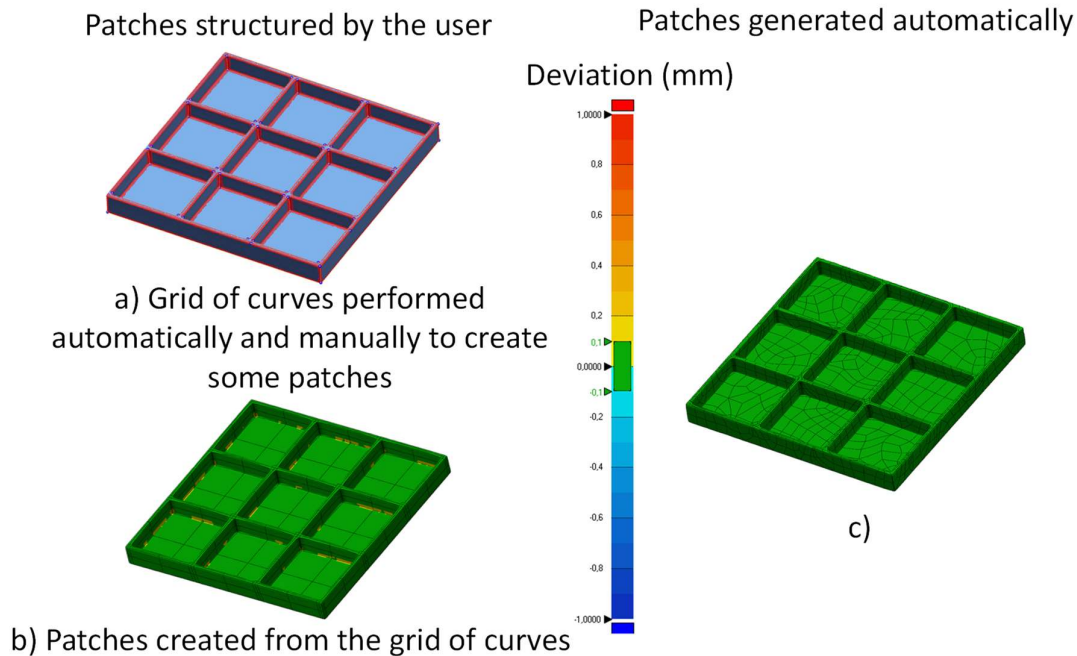 Patches structured by the user
Patches generated automatically
Deviation (mm)
1,0000
0,8
0,6
0,4
0,2
0,1
0,0000
-0,1
-0,2
-0,4
-0,6
-0,8
-1,0000
a) Grid of curves performed
automatically and manually to create
some patches
b) Patches created from the grid of curves
c)